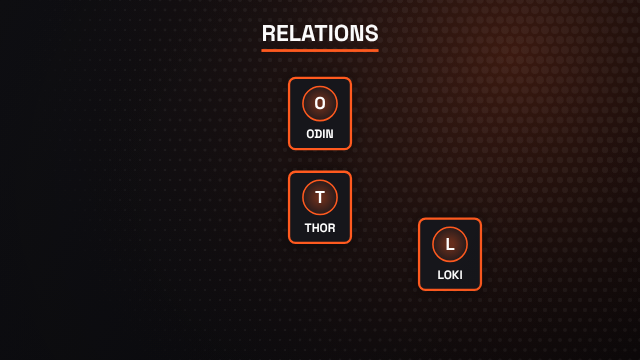 RELATIONS
O
ODIN
T
THOR
L
LOKI